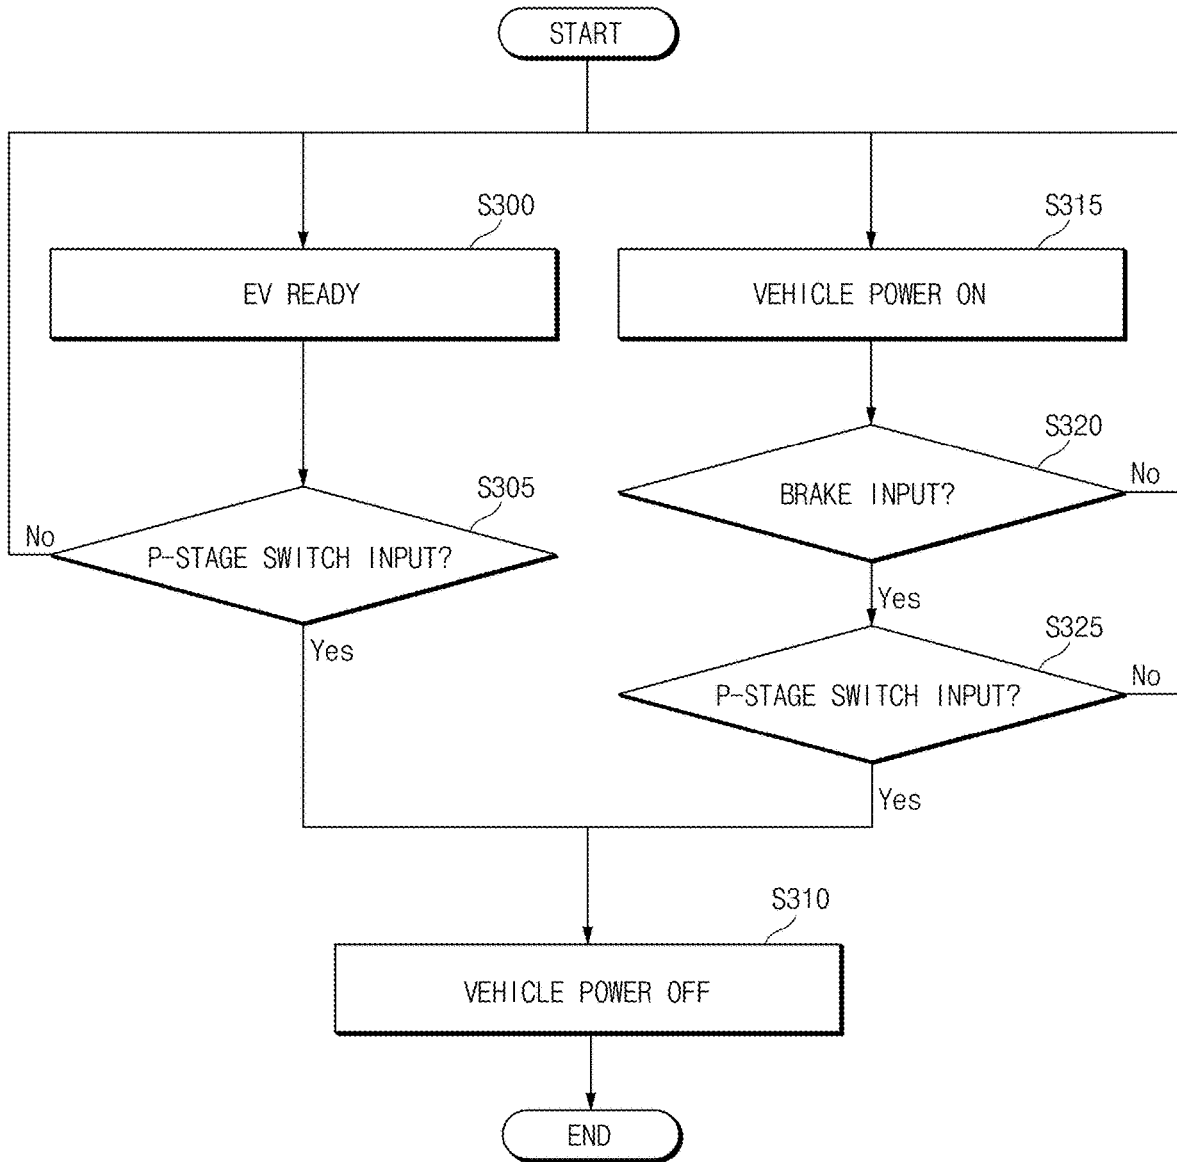 START
S300
S315
EV READY
VEHICLE POWER ON
S320
BRAKE INPUT?
No
S305
No
P-STAGE SWITCH INPUT?
Yes
Yes
S325
P-STAGE SWITCH INPUT?
No
Yes
S310
VEHICLE POWER OFF
END